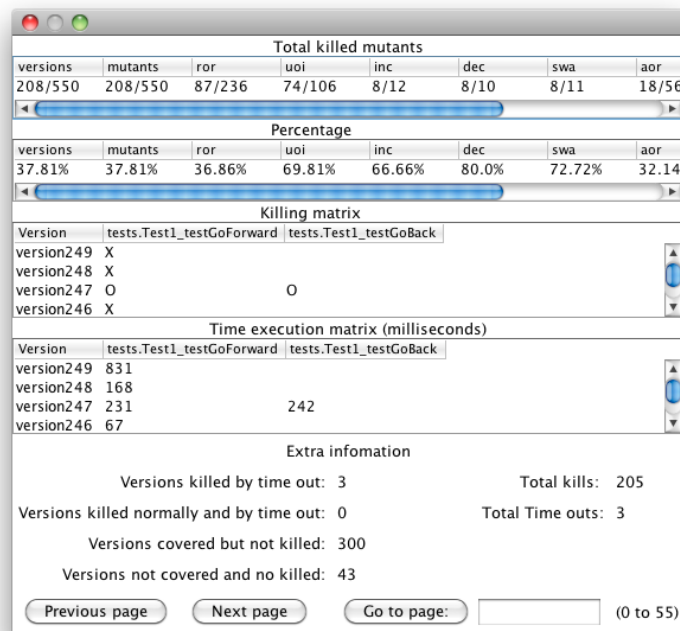 Total killed mutants
versions mutants ror uoi inc dec swa aor
208/550 208/550 87/236 74/106 8/12 8/10 8/11 18/56
Percentage
versions mutants ror uoi inc dec swa aor
37.81% 37.81% 36.86% 69.81% 66.66% 80.0% 72.72% 32.14
Killing matrix
Version tests.Test1_testGoForward tests.Test1_testGoBack
version249 X
version248 X
version247 O O
version246 X
Time execution matrix (milliseconds)
Version tests.Test1_testGoForward tests.Test1_testGoBack
version249 831
version248 168
version247 231 242
version246 67
Extra infomation
Versions killed by time out: 3 Total kills: 205
Versions killed normally and by time out: 0 Total Time outs: 3
Versions covered but not killed: 300
Versions not covered and no killed: 43
Previous page Next page Go to page: (0 to 55)